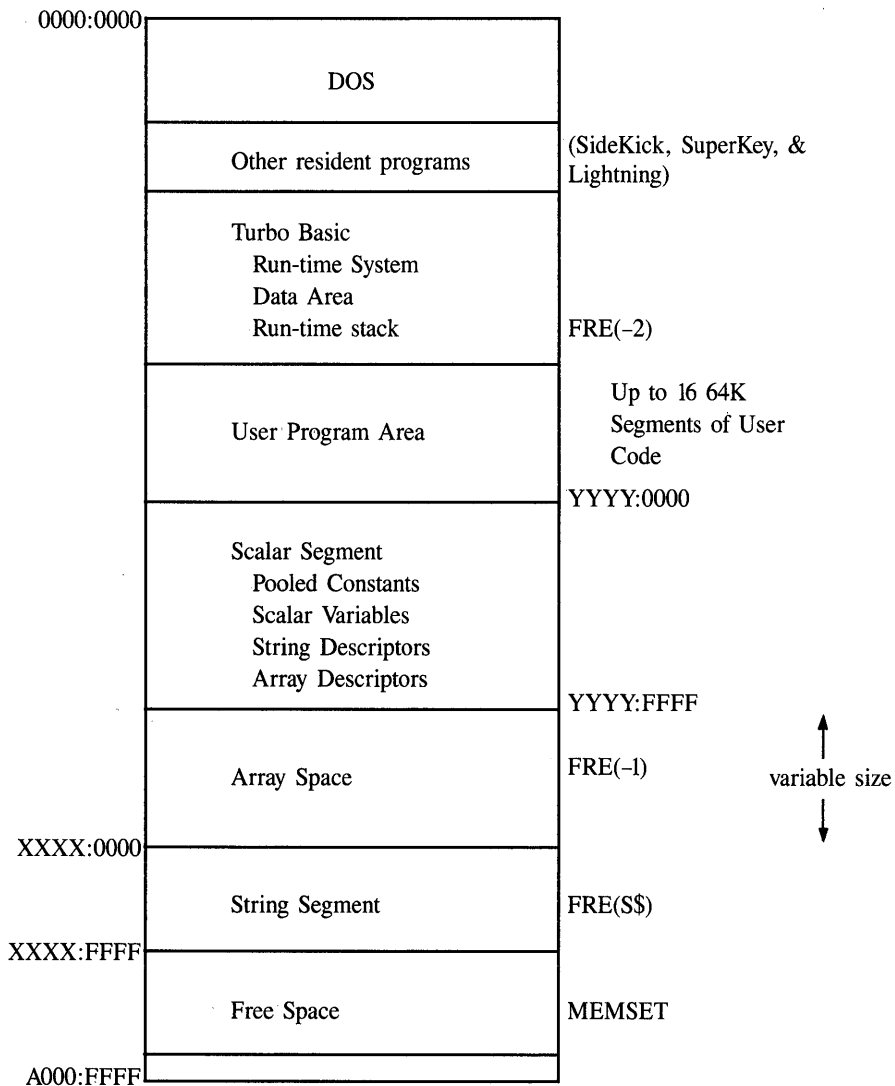 0000:0000
DOS
Other resident programs
(SideKick, SuperKey, &
Lightning)
Turbo Basic
Run-time System
Data Area
Run-time stack
FRE(–2)
User Program Area
Up to 16 64K
Segments of User
Code
YYYY:0000
Scalar Segment
Pooled Constants
Scalar Variables
String Descriptors
Array Descriptors
YYYY:FFFF
Array Space
FRE(–1)
variable size
XXXX:0000
String Segment
FRE(S$)
XXXX:FFFF
Free Space
MEMSET
A000:FFFF